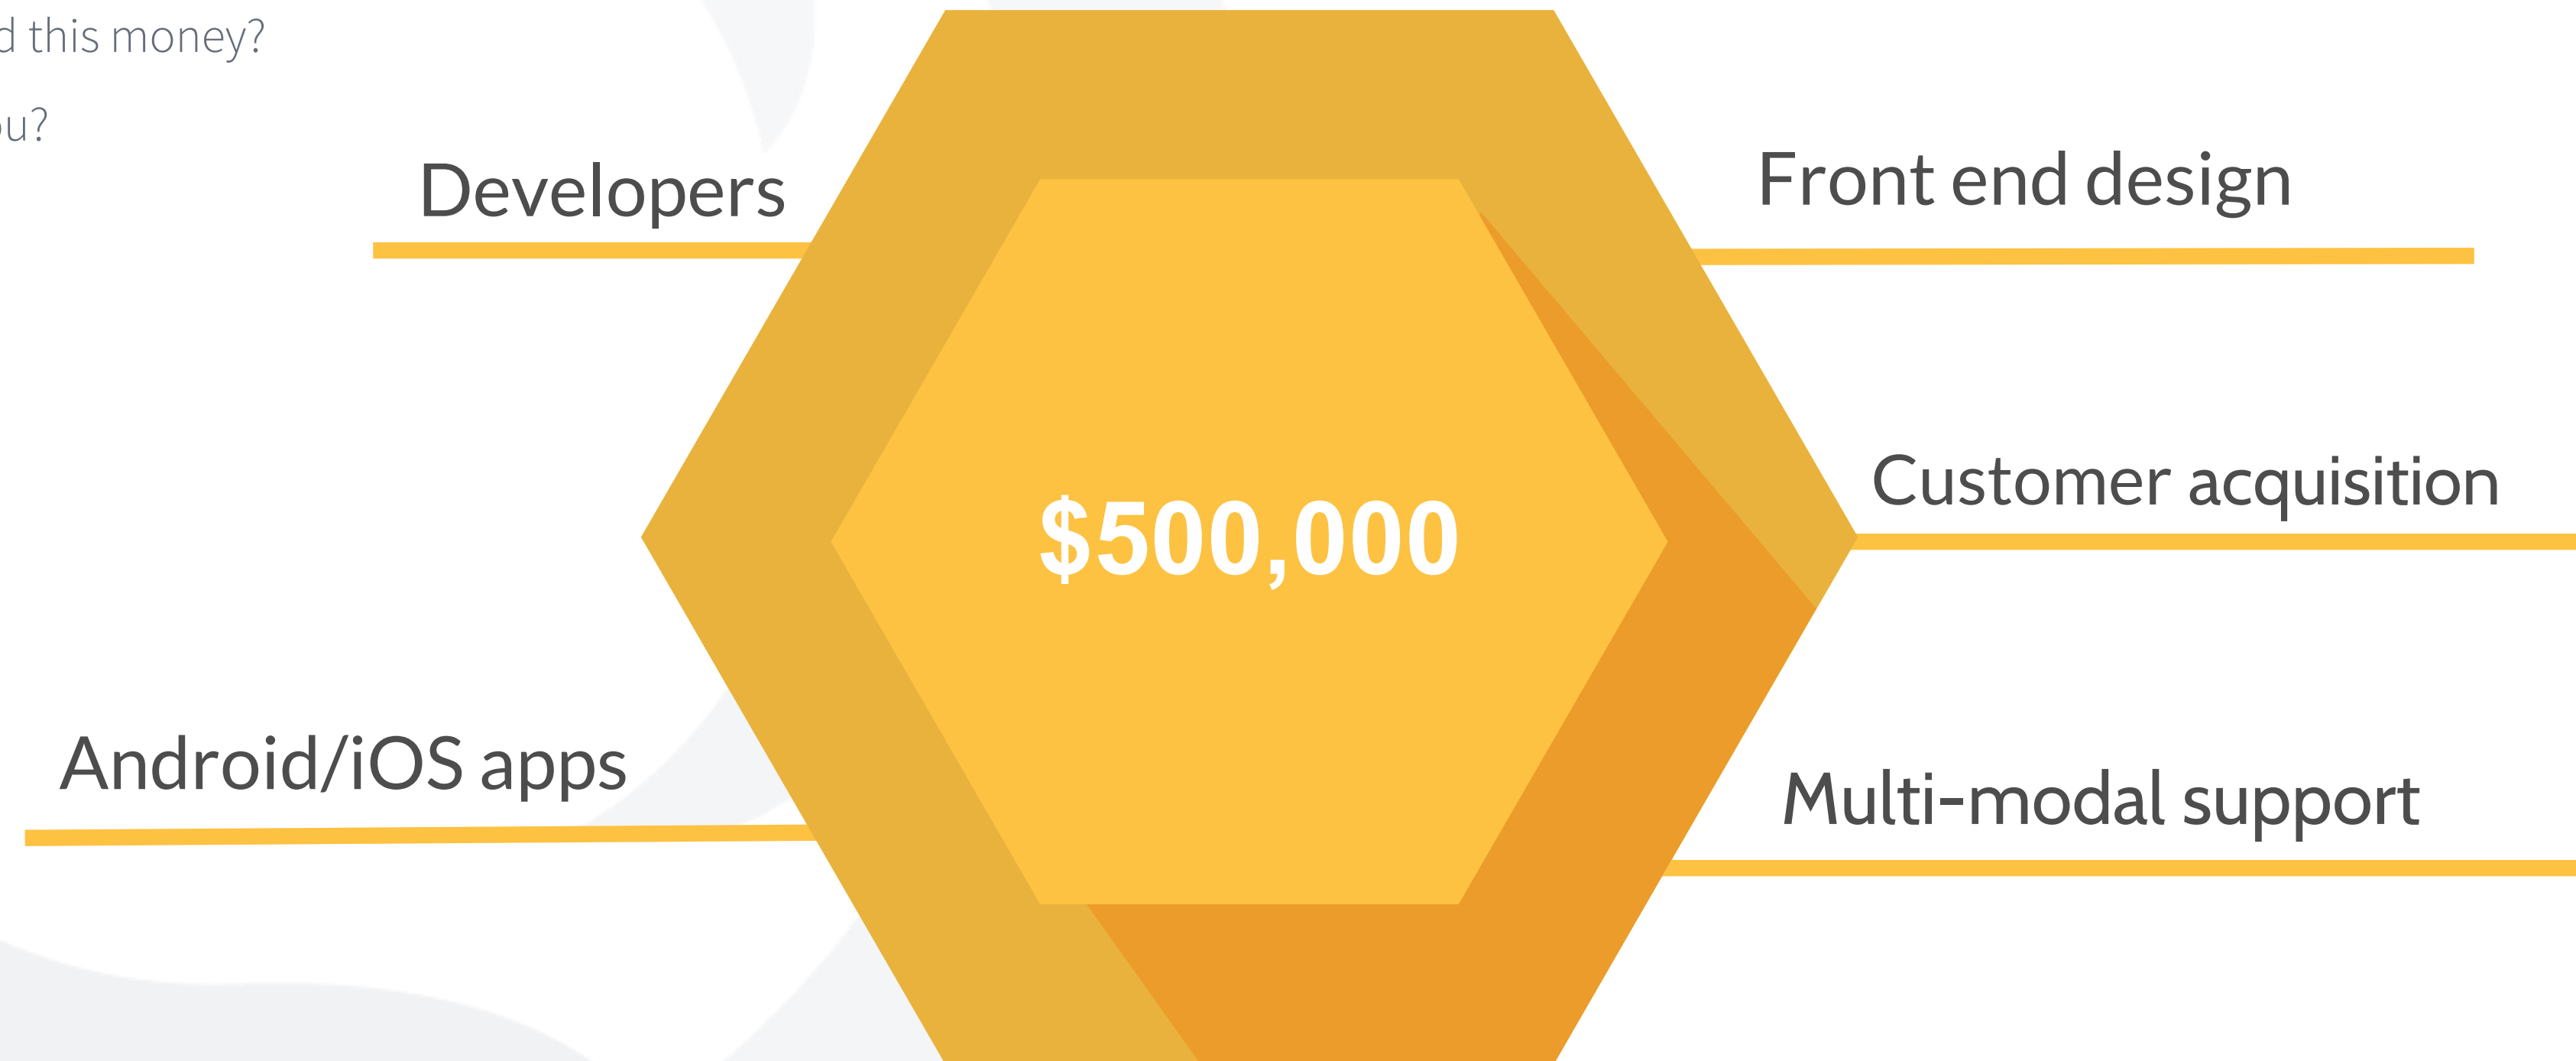 this money?
Developers
Front end design
$500,000
Customer acquisition
Android/iOS apps
Multi-modal support